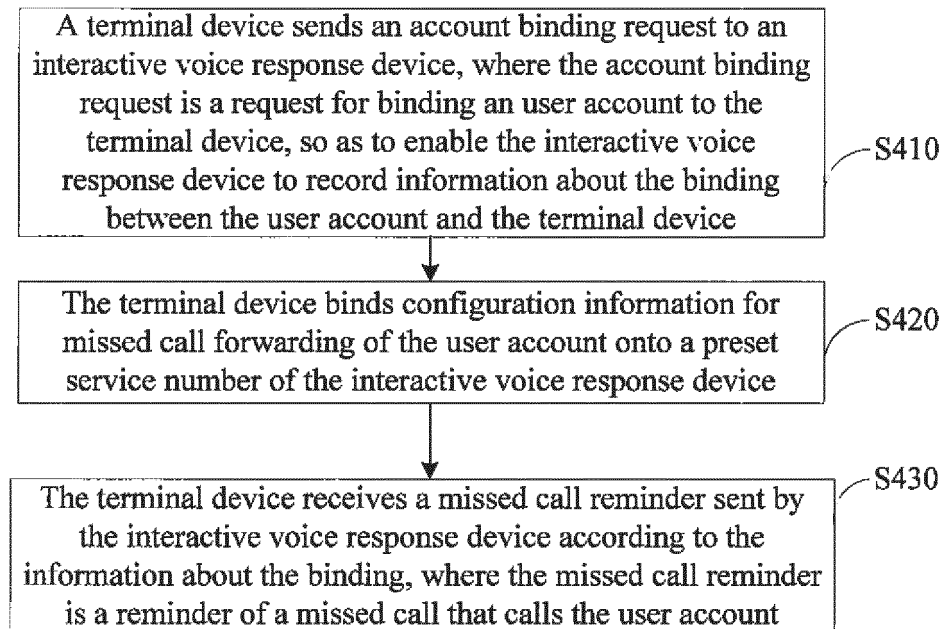 A terminal device sends an account binding request to an
interactive voice response device, where the account binding
request is a request for binding an user account to the
terminal device, so as to enable the interactive voice
response device to record information about the binding
between the user account and the terminal device
S410
The terminal device binds configuration information for
missed call forwarding of the user account onto a preset
service number of the interactive voice response device
S420
The terminal device receives a missed call reminder sent by
the interactive voice response device according to the
information about the binding, where the missed call reminder
is a reminder of a missed call that calls the user account
S430